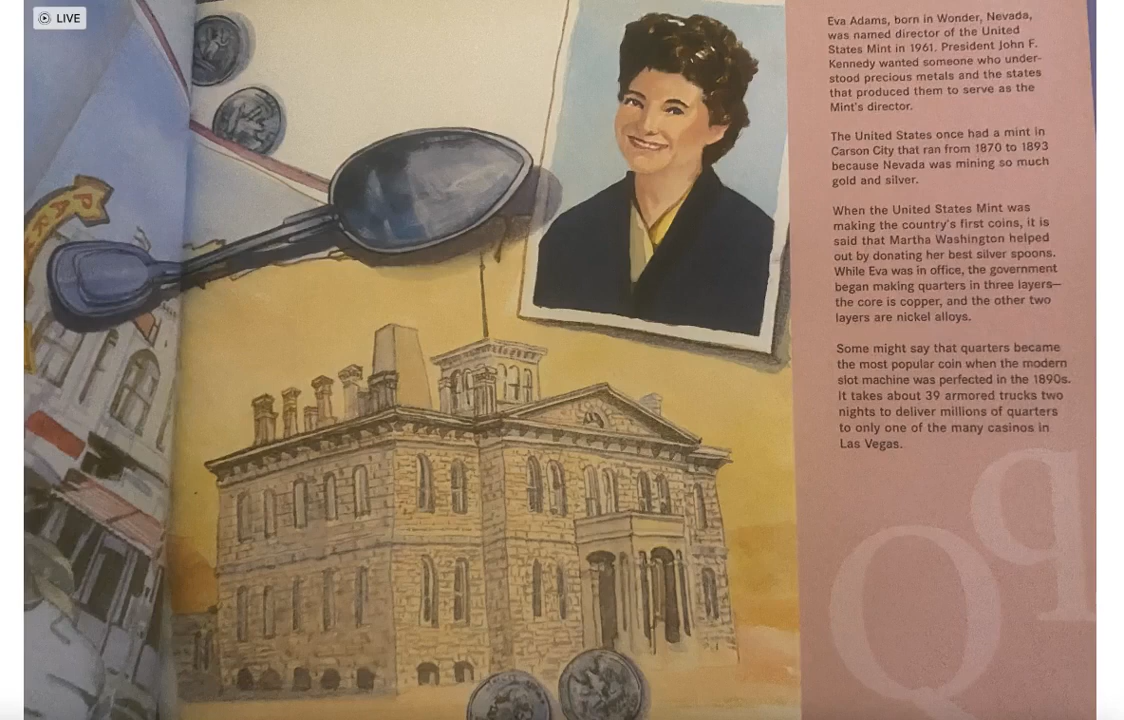 LIVE
PARK
Eva Adams, born in Wonder, Nevada,
was named director of the United
States Mint in 1961. President John F.
Kennedy wanted someone who under-
stood precious metals and the states
that produced them to serve as the
Mint's director.
The United States once had a mint in
Carson City that ran from 1870 to 1893
because Nevada was mining so much
gold and silver.
When the United States Mint was
making the country's first coins, it is
said that Martha Washington helped
out by donating her best silver spoons.
While Eva was in office, the government
began making quarters in three layers—
the core is copper, and the other two
layers are nickel alloys.
Some might say that quarters became
the most popular coin when the modern
slot machine was perfected in the 1890s.
It takes about 39 armored trucks two
nights to deliver millions of quarters
to only one of the many casinos in
Las Vegas.
Qq